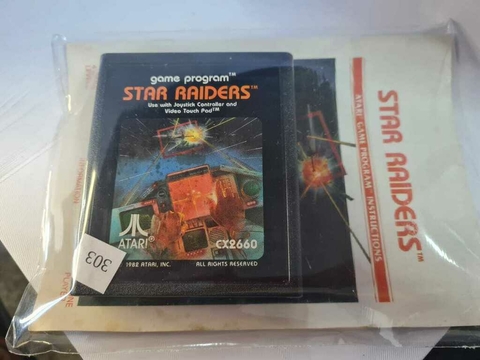 game program™
STAR RAIDERS™
Use with Joystick Controller and
Video Touch Pad™
ATARI®
CX2660
1982 ATARI, INC.
ALL RIGHTS RESERVED
303
STAR RAIDERS™
ATARI GAME PROGRAM INSTRUCTIONS